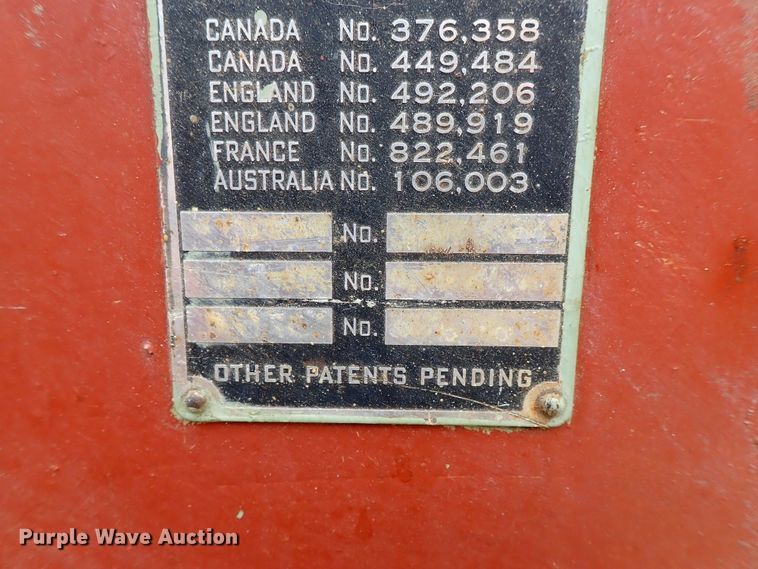 CANADA No. 376,358
CANADA No. 449,484
ENGLAND No. 492,206
ENGLAND No. 489,919
FRANCE No. 822,461
AUSTRALIA No. 106,003
No.
No.
No.
OTHER PATENTS PENDING
Purple Wave Auction